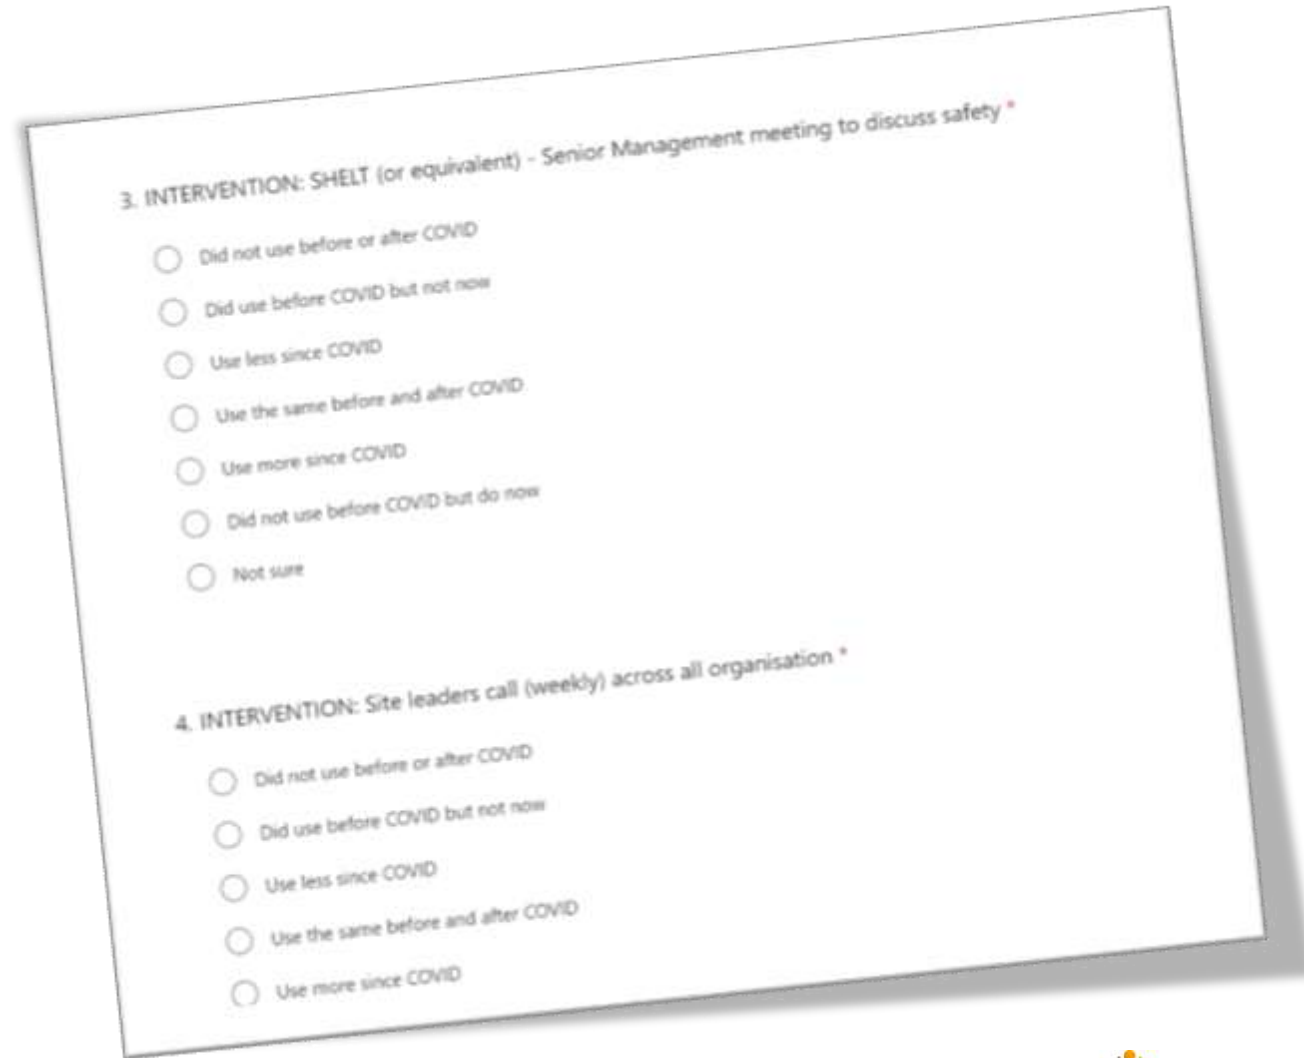 3. INTERVENTION: SHELT (or equivalent) - Senior Management meeting to discuss safety *
Did not use before or after COVID
Did use before COVID but not now
Use less since COVID
Use the same before and after COVID
Use more since COVID
Did not use before COVID but do now
Not sure
4. INTERVENTION: Site leaders call (weekly) across all organisation *
Did not use before or after COVID
Did use before COVID but not now
Use less since COVID
Use the same before and after COVID
Use more since COVID